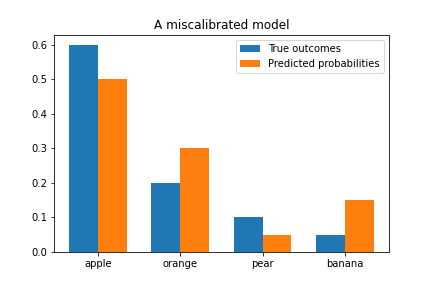 A miscalibrated model
True outcomes
Predicted probabilities
0.6
0.5
0.4
0.3
0.2
0.1
0.0
apple orange pear banana